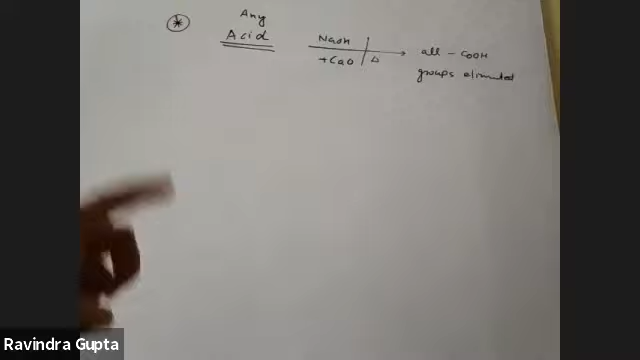 * Any
Acid NaOH all - COOH
+CaO Δ groups eliminated
Ravindra Gupta